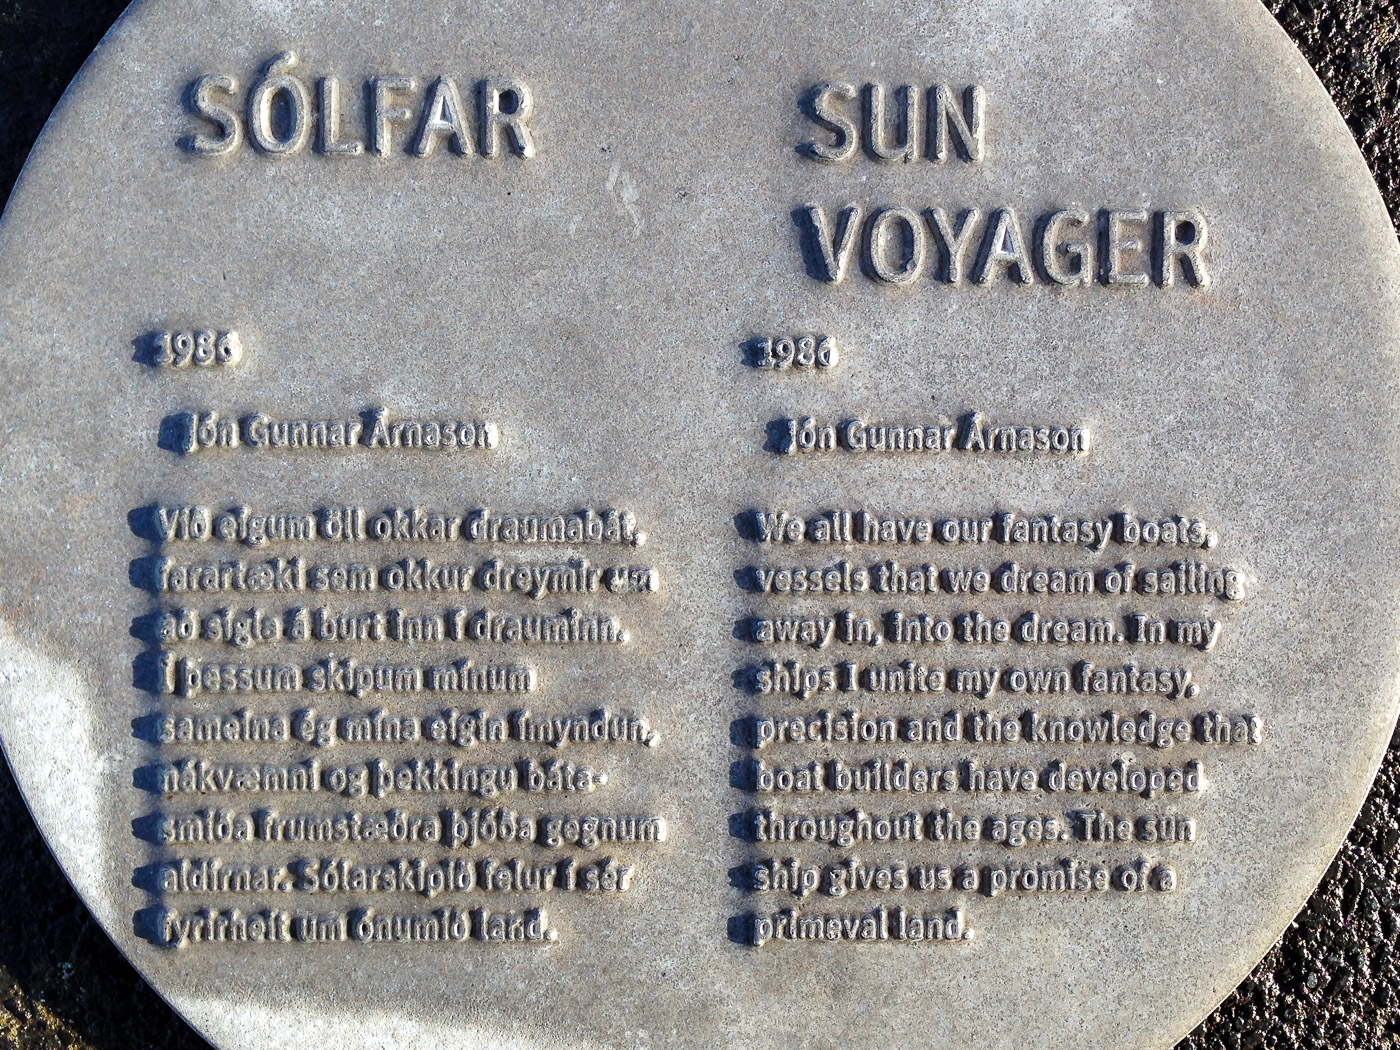 SÓLFAR
1986
Jón Gunnar Árnason
Við eigum öll okkar draumabát,
farartæki sem okkur dreymir um
að sigla á burt inn í drauminn.
Í þessum skipum mínum
sameina ég mína eigin ímyndun,
nákvæmni og þekkingu báta-
smiða frumstæðra þjóða gegnum
aldirnar. Sólarskipið felur í sér
fyrirheit um ónumið land.
SUN
VOYAGER
1986
Jón Gunnar Árnason
We all have our fantasy boats,
vessels that we dream of sailing
away in, into the dream. In my
ships I unite my own fantasy,
precision and the knowledge that
boat builders have developed
throughout the ages. The sun
ship gives us a promise of a
primeval land.